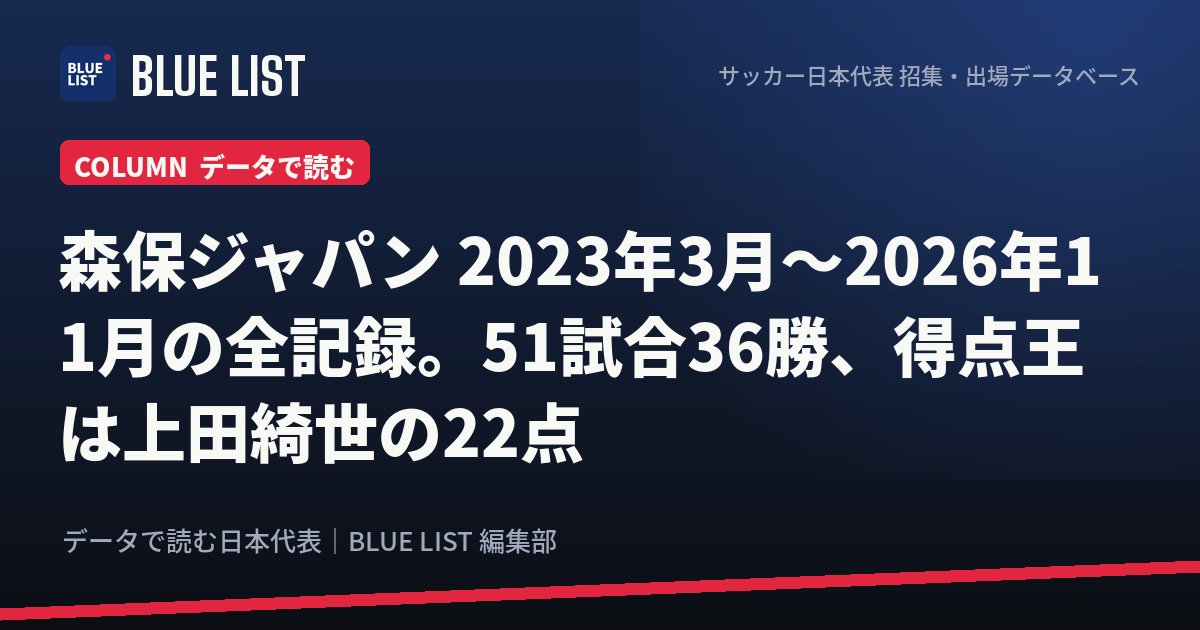 BLUE LIST
BLUE LIST
サッカー日本代表 招集・出場データベース
COLUMN データで読む
森保ジャパン 2023年3月〜2026年1
1月の全記録。51試合36勝、得点王
は上田綺世の22点
データで読む日本代表｜BLUE LIST 編集部